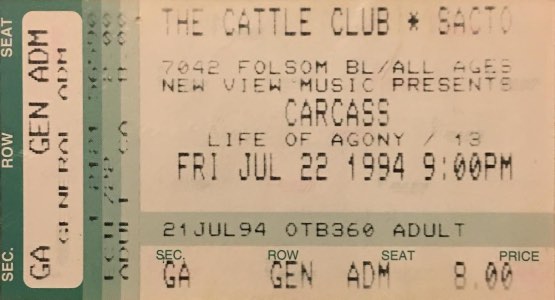 THE CATTLE CLUB * SACTO
7042 FOLSOM BL/ALL AGES
NEW VIEW MUSIC PRESENTS
CARCASS
LIFE OF AGONY / 13
FRI JUL 22 1994 9:00PM
21JUL94 OTB360 ADULT
SEC. ROW SEAT PRICE
GA GEN ADM 8.00
SEC. ROW SEAT
GA GEN ADM
GENERAL ADM